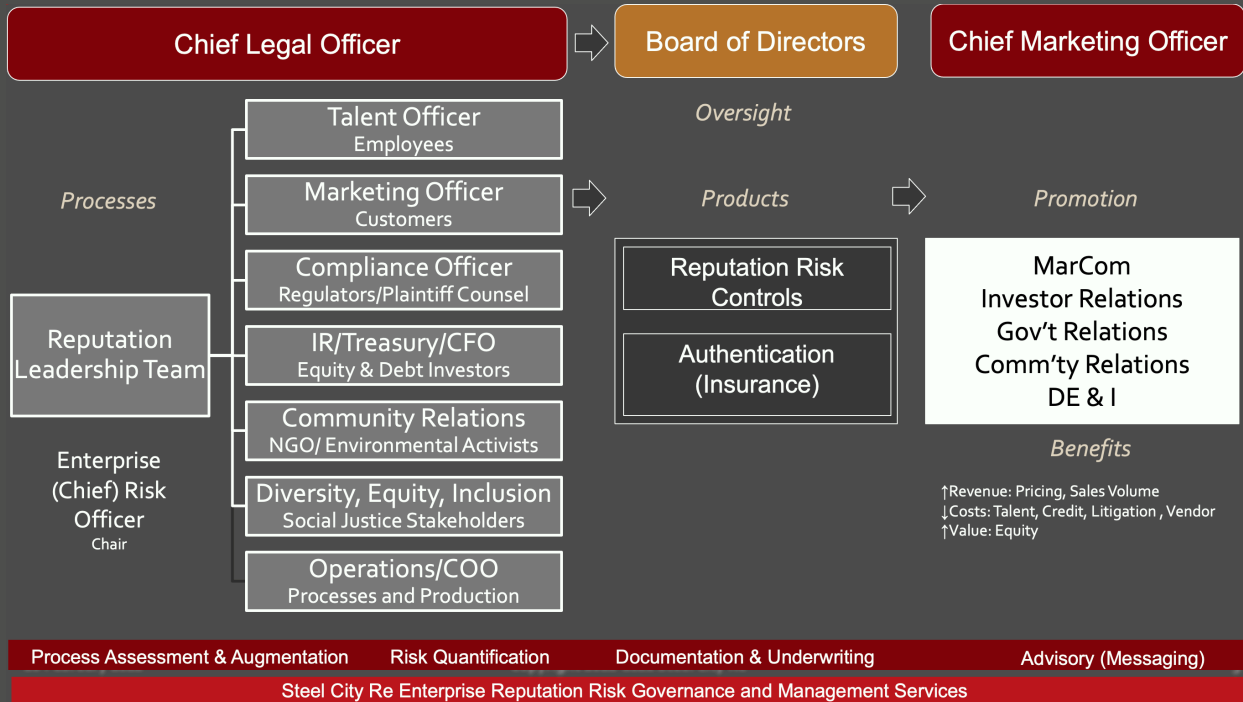 Chief Legal Officer
Board of Directors
Chief Marketing Officer
Processes
Reputation
Leadership Team
Enterprise
(Chief) Risk
Officer
Chair
Talent Officer
Employees
Marketing Officer
Customers
Compliance Officer
Regulators/Plaintiff Counsel
IR/Treasury/CFO
Equity & Debt Investors
Community Relations
NGO/ Environmental Activists
Diversity, Equity, Inclusion
Social Justice Stakeholders
Operations/COO
Processes and Production
Oversight
Products
Reputation Risk
Controls
Authentication
(Insurance)
Promotion
MarCom
Investor Relations
Gov't Relations
Comm'ty Relations
DE & I
Benefits
↑Revenue: Pricing, Sales Volume
↓Costs: Talent, Credit, Litigation , Vendor
↑Value: Equity
Process Assessment & Augmentation
Risk Quantification
Documentation & Underwriting
Advisory (Messaging)
Steel City Re Enterprise Reputation Risk Governance and Management Services